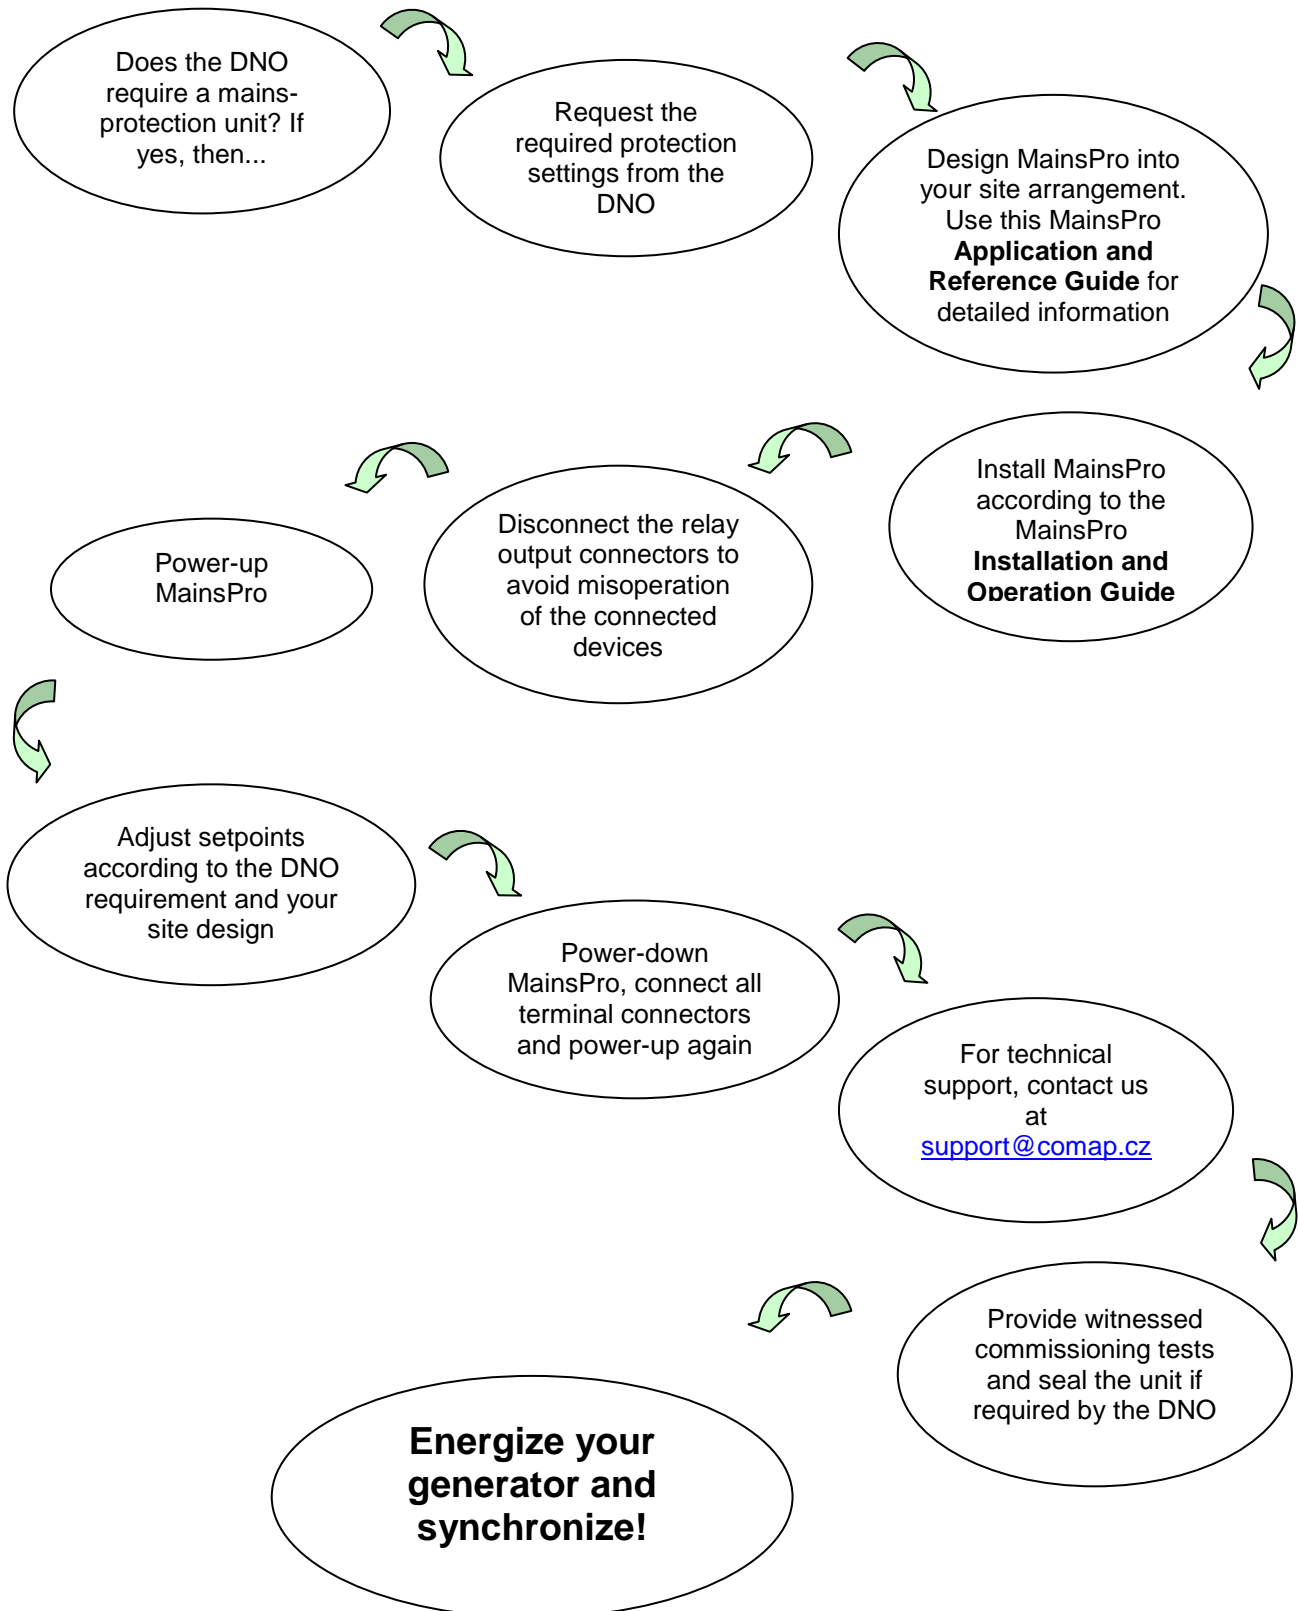 Does the DNO
require a mains-
protection unit? If
yes, then...
Request the
required protection
settings from the
DNO
Design MainsPro into
your site arrangement.
Use this MainsPro
Application and
Reference Guide for
detailed information
Install MainsPro
according to the
MainsPro
Installation and
Operation Guide
Disconnect the relay
output connectors to
avoid misoperation
of the connected
devices
Power-up
MainsPro
Adjust setpoints
according to the DNO
requirement and your
site design
Power-down
MainsPro, connect all
terminal connectors
and power-up again
For technical
support, contact us
at
support@comap.cz
Provide witnessed
commissioning tests
and seal the unit if
required by the DNO
Energize your
generator and
synchronize!